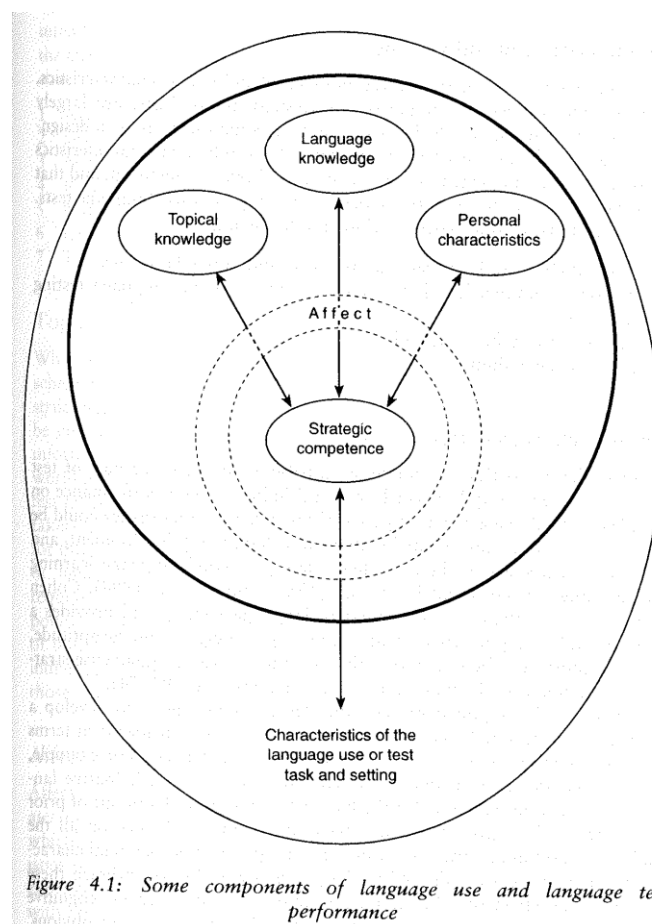 Language
knowledge
Topical
knowledge
Personal
characteristics
Affect
Strategic
competence
Characteristics of the
language use or test
task and setting
Figure 4.1: Some components of language use and language te
performance